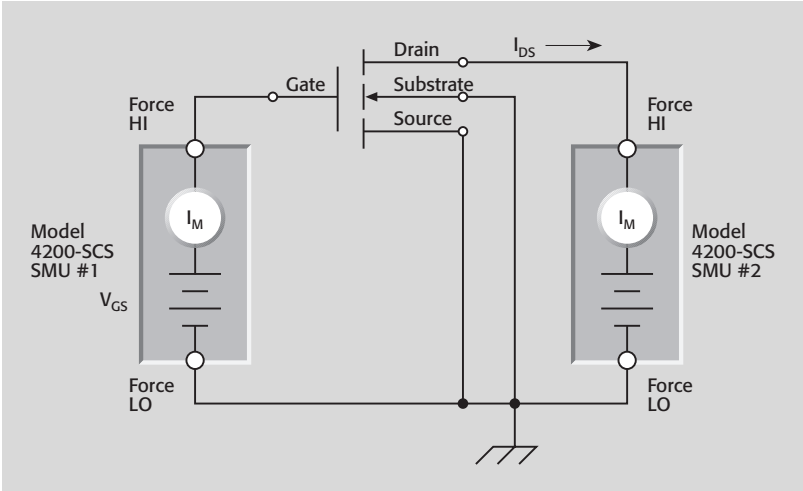 Drain
I_DS
Gate
Substrate
Source
Force
HI
Force
HI
I_M
I_M
Model
4200-SCS
SMU #1
Model
4200-SCS
SMU #2
V_GS
Force
LO
Force
LO